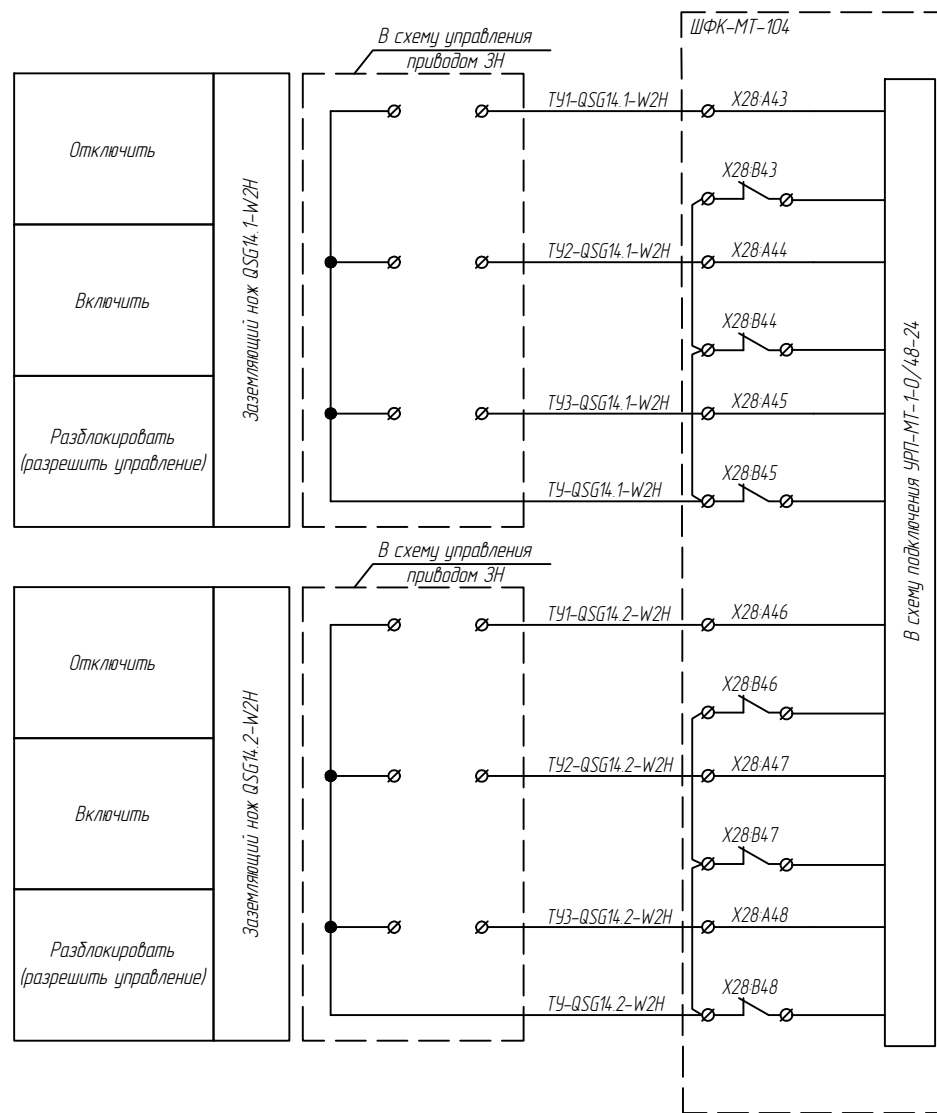 ШФК-МТ-104
В схему управления
приводом ЗН
Отключить
Включить
Разблокировать
(разрешить управление)
Заземляющий нож QSG14.1-W2H
ТУ1-QSG14.1-W2H
X28:A43
X28:B43
ТУ2-QSG14.1-W2H
X28:A44
X28:B44
ТУ3-QSG14.1-W2H
X28:A45
X28:B45
ТУ-QSG14.1-W2H
В схему подключения УРП-МТ-1-0/48-24
В схему управления
приводом ЗН
Отключить
Включить
Разблокировать
(разрешить управление)
Заземляющий нож QSG14.2-W2H
ТУ1-QSG14.2-W2H
X28:A46
X28:B46
ТУ2-QSG14.2-W2H
X28:A47
X28:B47
ТУ3-QSG14.2-W2H
X28:A48
X28:B48
ТУ-QSG14.2-W2H